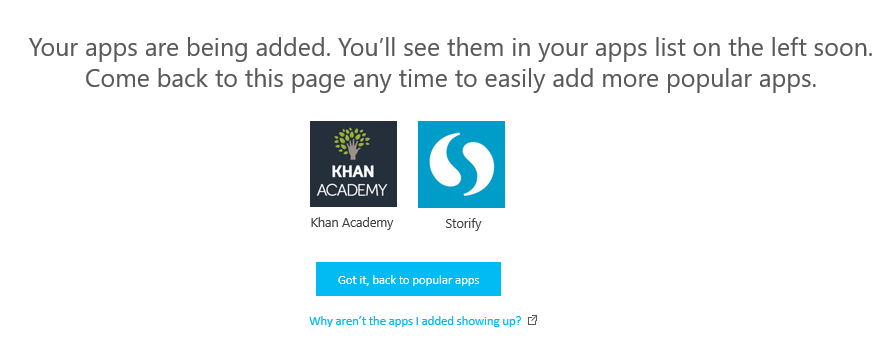 Your apps are being added. You’ll see them in your apps list on the left soon.
Come back to this page any time to easily add more popular apps.
KHAN
ACADEMY
Khan Academy
Storify
Got it, back to popular apps
Why aren’t the apps I added showing up?